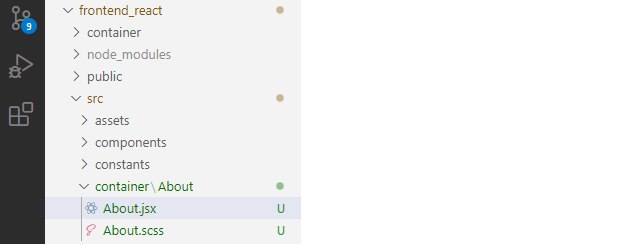 frontend_react
9
container
node_modules
public
src
assets
components
constants
container\About
About.jsx U
About.scss U